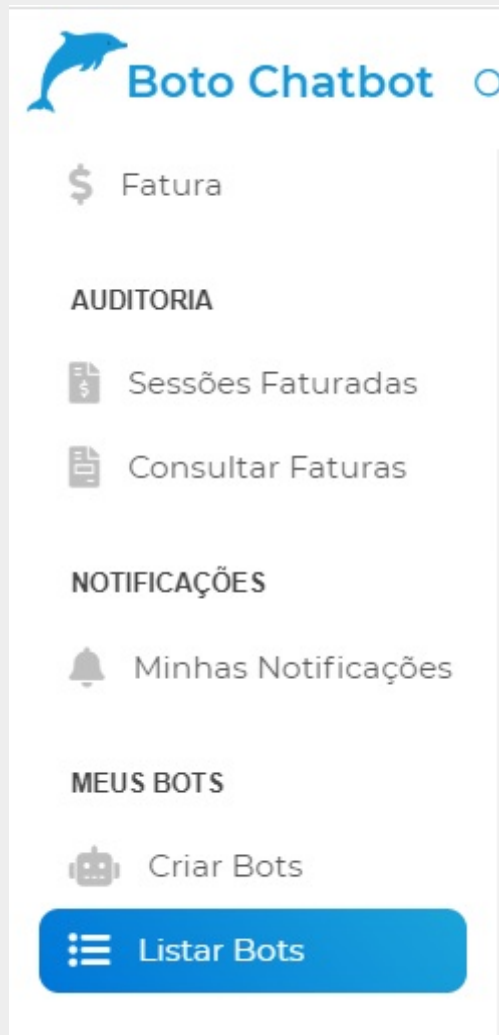 Boto Chatbot
Fatura
AUDITORIA
Sessões Faturadas
Consultar Faturas
NOTIFICAÇÕES
Minhas Notificações
MEUS BOTS
Criar Bots
Listar Bots